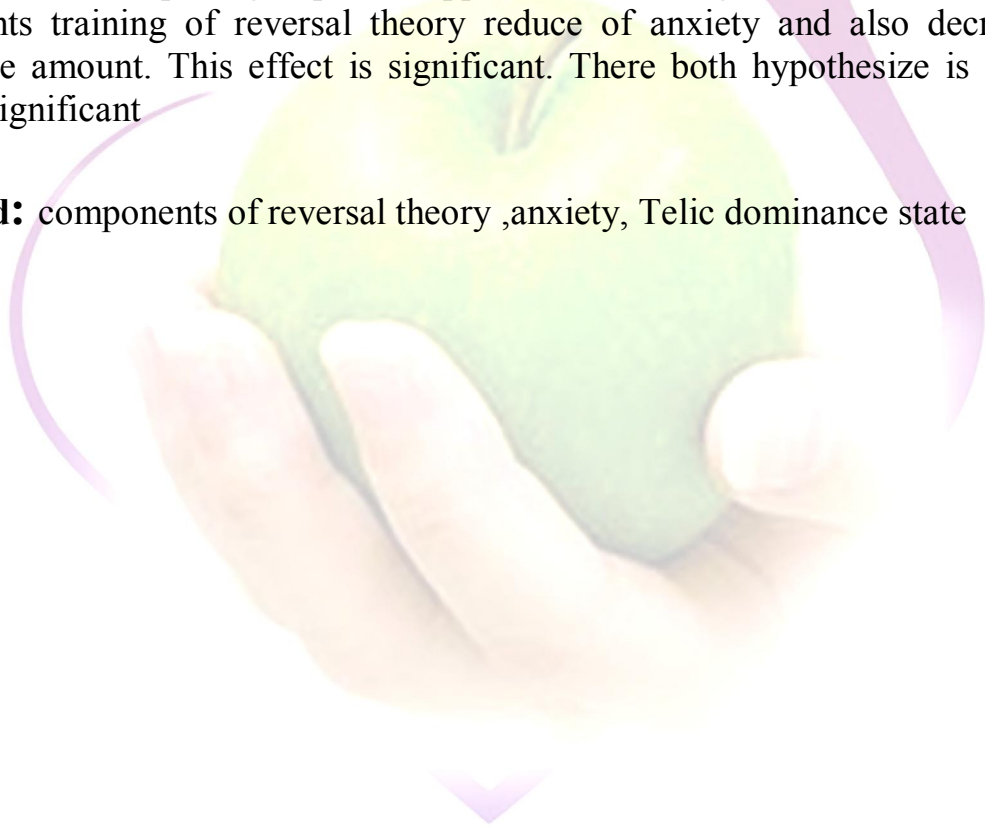 nts training of reversal theory reduce of anxiety and also decr
e amount. This effect is significant. There both hypothesize is
ignificant
d: components of reversal theory ,anxiety, Telic dominance state